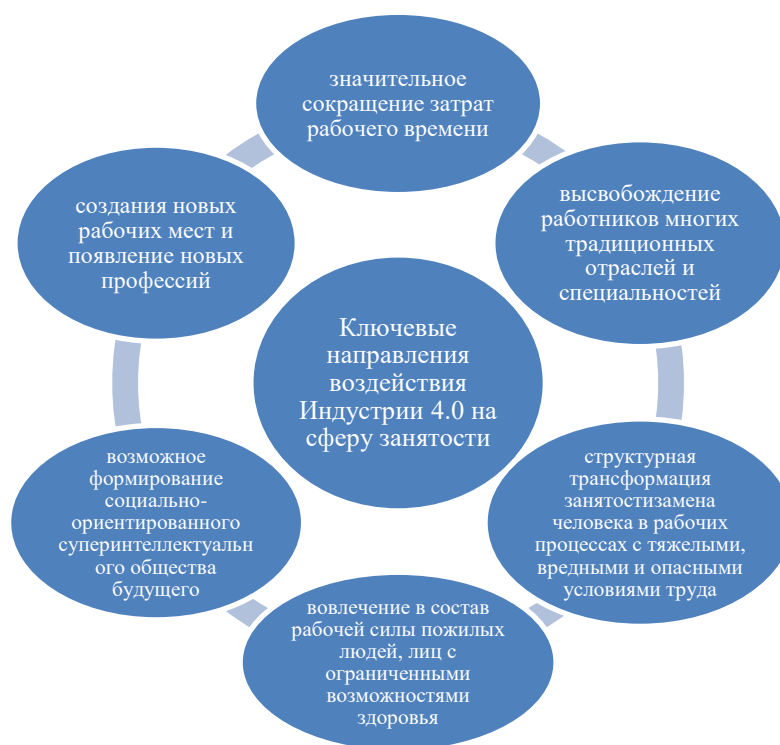 значительное
сокращение затрат
рабочего времени
высвобождение
работников многих
традиционных
отраслей и
специальностей
структурная
трансформация
занятостизамена
человека в рабочих
процессах с тяжелыми,
вредными и опасными
условиями труда
вовлечение в состав
рабочей силы пожилых
людей, лиц с
ограниченными
возможностями
здоровья
возможное
формирование
социально-
ориентированного
суперинтеллектуальн
ого общества
будущего
создания новых
рабочих мест и
появление новых
профессий
Ключевые
направления
воздействия
Индустрии 4.0 на
сферу занятости